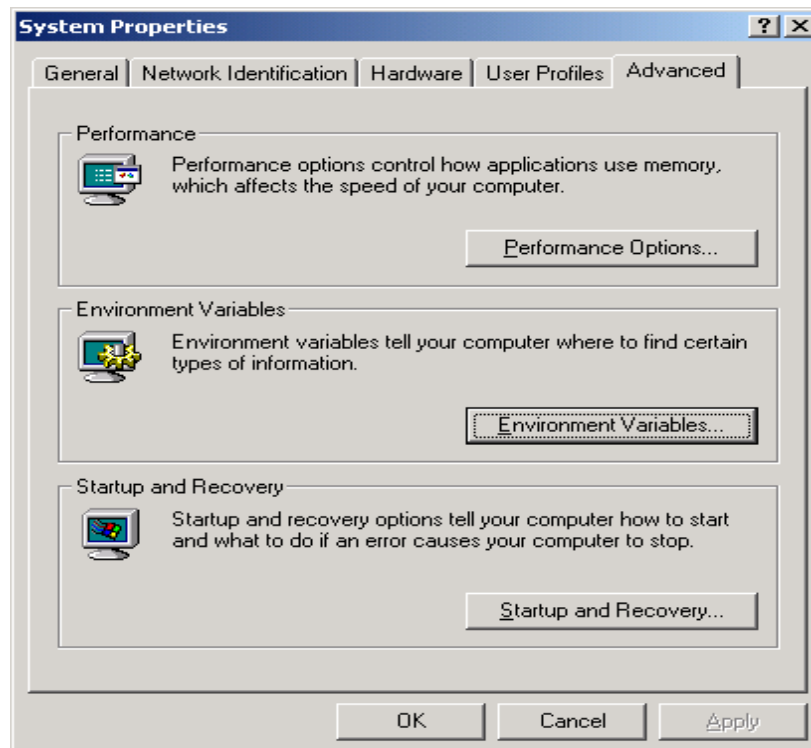 System Properties
General Network Identification Hardware User Profiles Advanced
Performance
Performance options control how applications use memory,
which affects the speed of your computer.
Performance Options...
Environment Variables
Environment variables tell your computer where to find certain
types of information.
Environment Variables...
Startup and Recovery
Startup and recovery options tell your computer how to start
and what to do if an error causes your computer to stop.
Startup and Recovery...
OK Cancel Apply